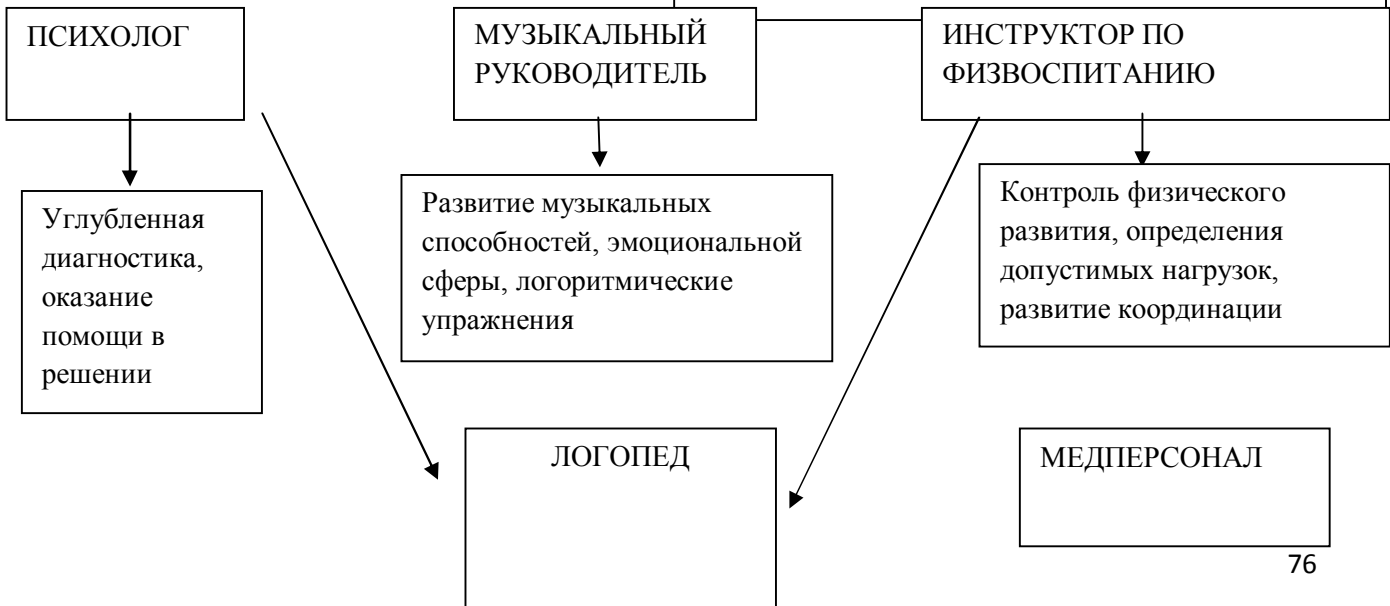 ПСИХОЛОГ
МУЗЫКАЛЬНЫЙ
РУКОВОДИТЕЛЬ
ИНСТРУКТОР ПО
ФИЗВОСПИТАНИЮ
Углубленная
диагностика,
оказание
помощи в
решении
Развитие музыкальных
способностей, эмоциональной
сферы, логоритмические
упражнения
Контроль физического
развития, определения
допустимых нагрузок,
развитие координации
ЛОГОПЕД
МЕДПЕРСОНАЛ
76